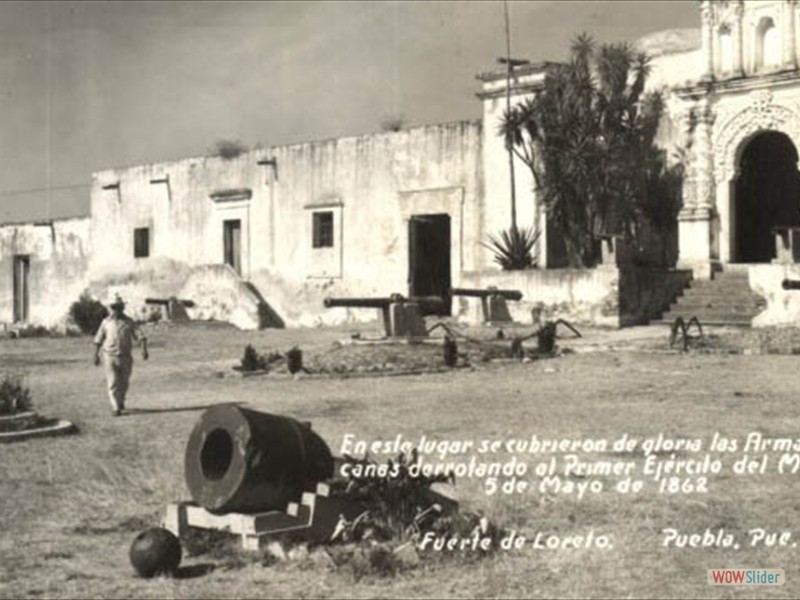 En este lugar se cubrieron de gloria las Arma
canas derrotando al Primer Ejército del M
5 de Mayo de 1862
Fuerte de Loreto. Puebla, Pue.
WOWSlider